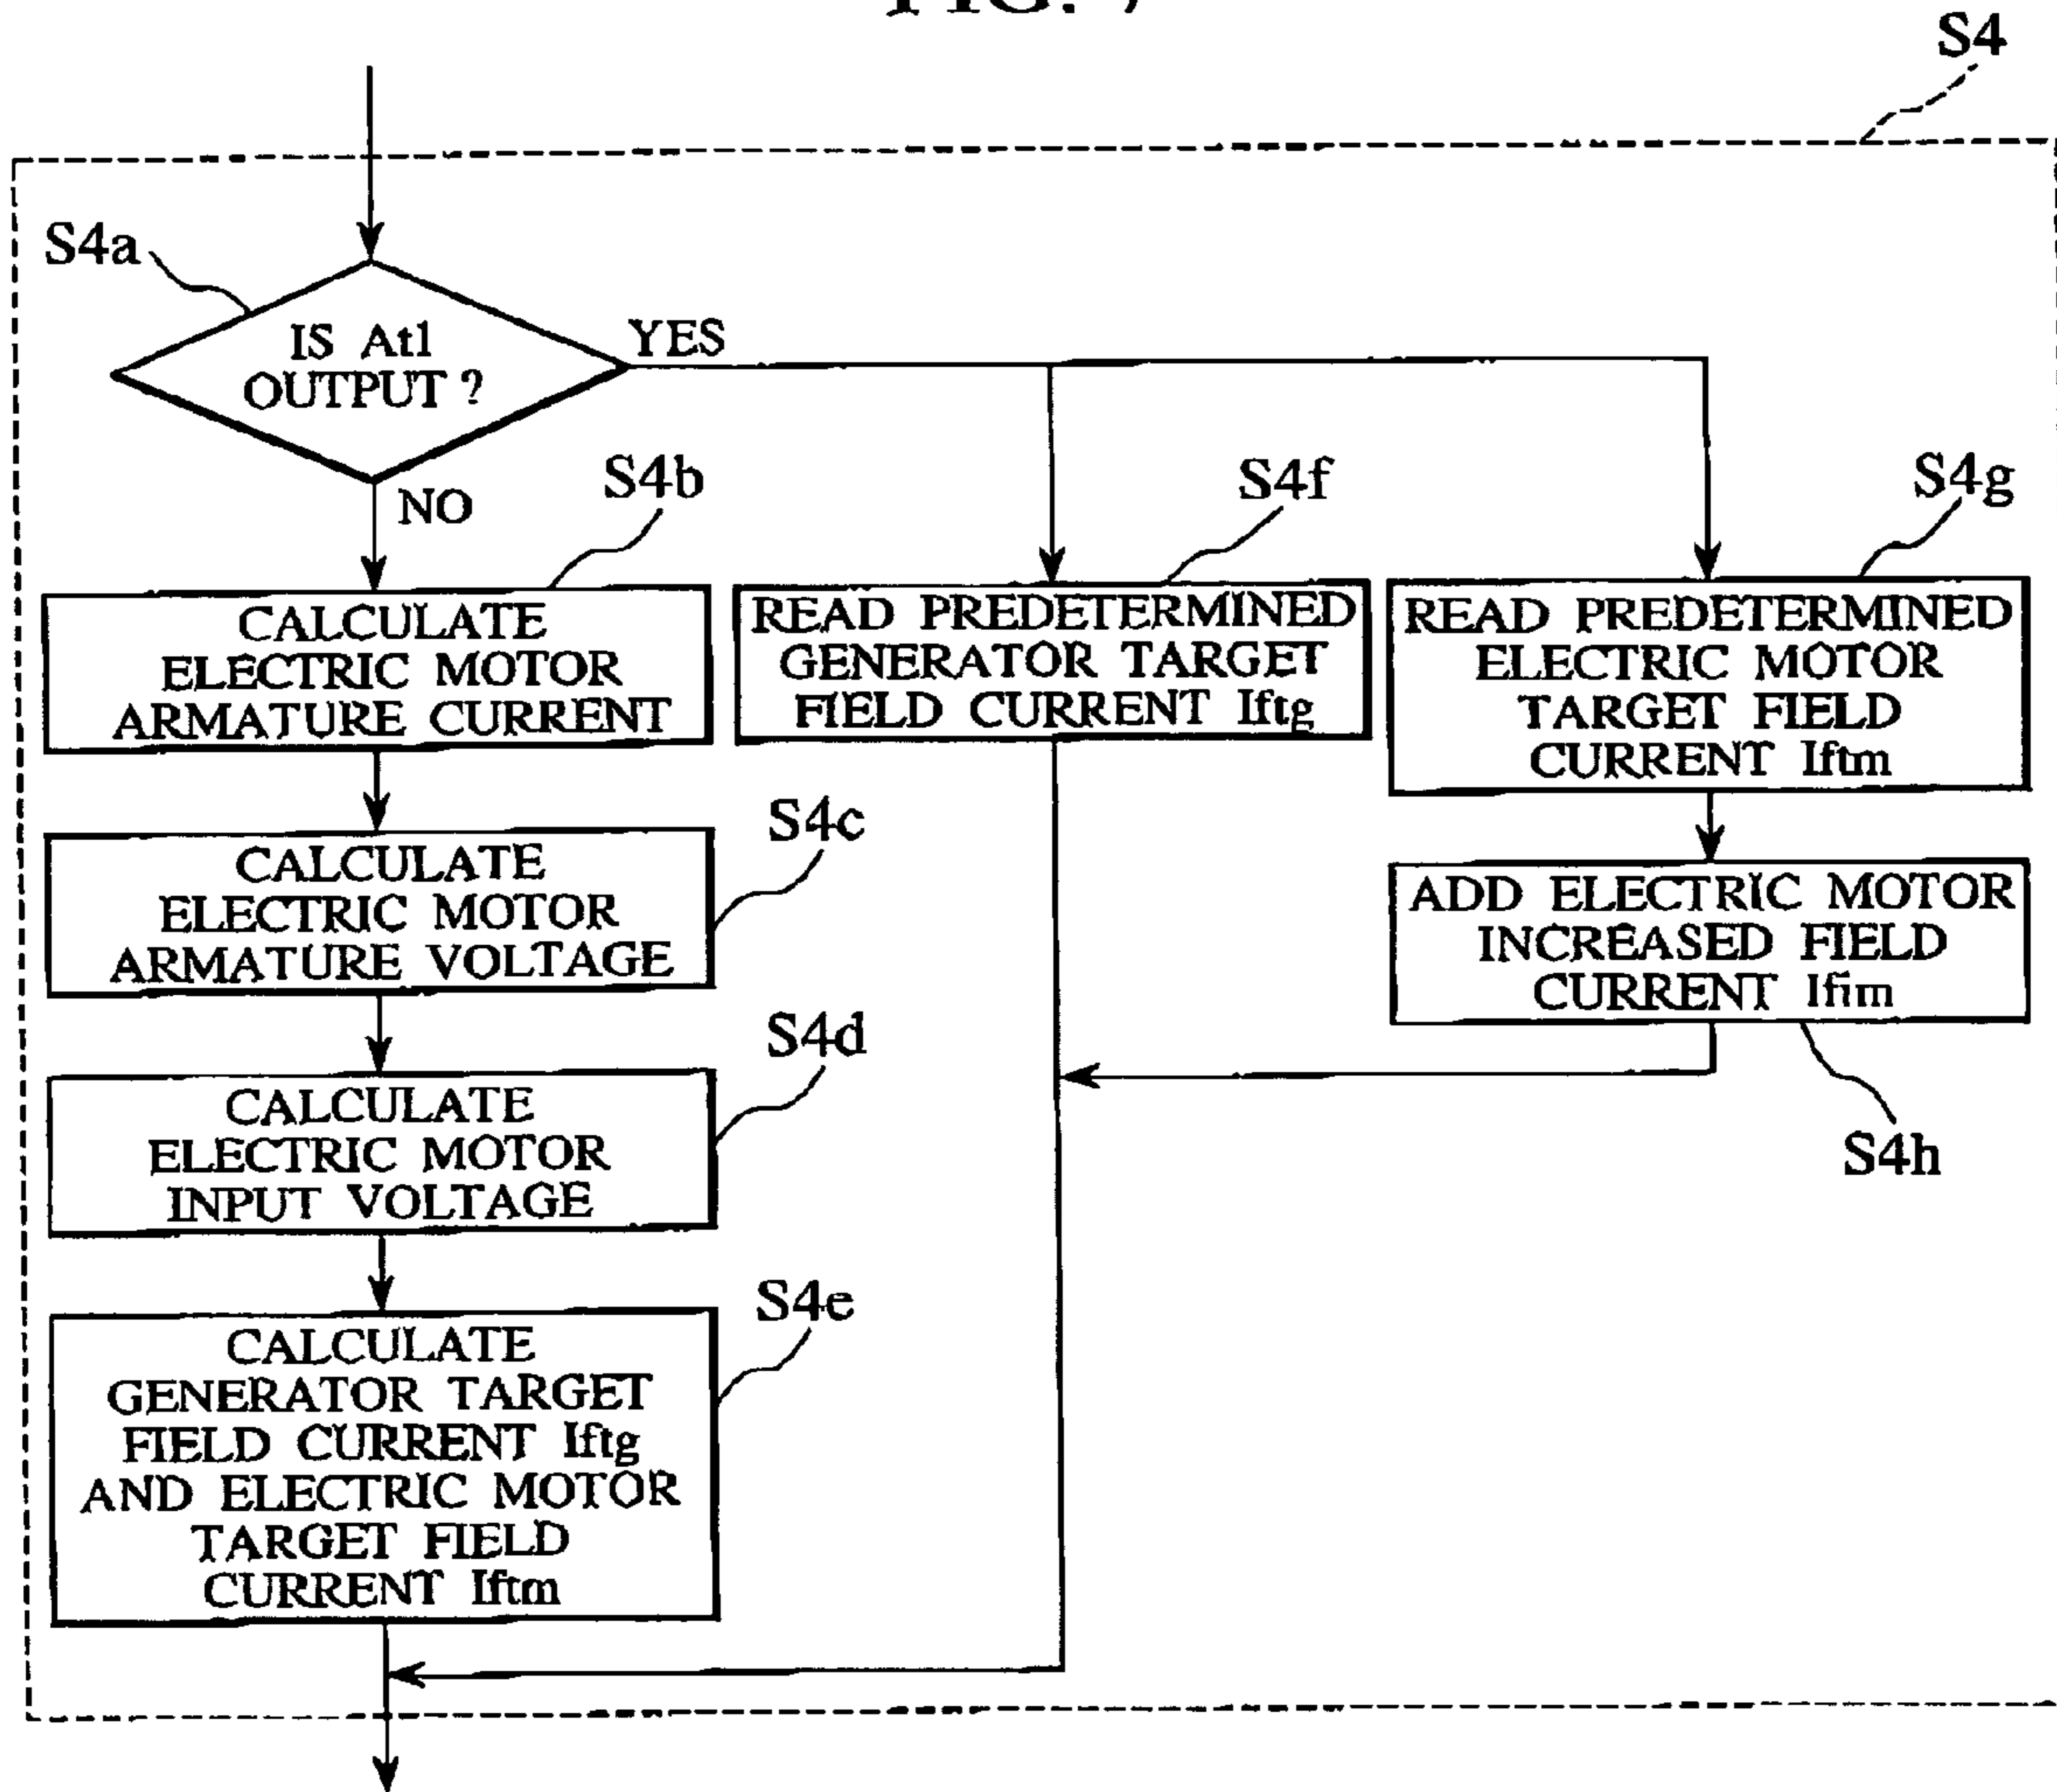 FIG. 7
S4
S4a
IS At1
OUTPUT ?
YES
NO
S4b
CALCULATE
ELECTRIC MOTOR
ARMATURE CURRENT
S4f
READ PREDETERMINED
GENERATOR TARGET
FIELD CURRENT Iftg
S4g
READ PREDETERMINED
ELECTRIC MOTOR
TARGET FIELD
CURRENT Iftm
S4c
CALCULATE
ELECTRIC MOTOR
ARMATURE VOLTAGE
ADD ELECTRIC MOTOR
INCREASED FIELD
CURRENT Ifim
S4h
S4d
CALCULATE
ELECTRIC MOTOR
INPUT VOLTAGE
S4e
CALCULATE
GENERATOR TARGET
FIELD CURRENT Iftg
AND ELECTRIC MOTOR
TARGET FIELD
CURRENT Iftm